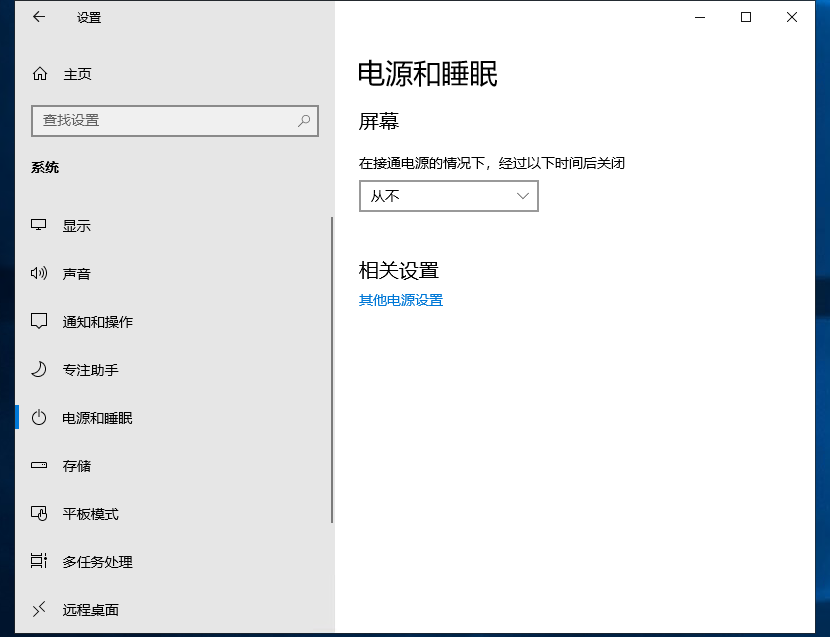 设置
主页
查找设置
系统
显示
声音
通知和操作
专注助手
电源和睡眠
存储
平板模式
多任务处理
远程桌面
电源和睡眠
屏幕
在接通电源的情况下，经过以下时间后关闭
从不
相关设置
其他电源设置